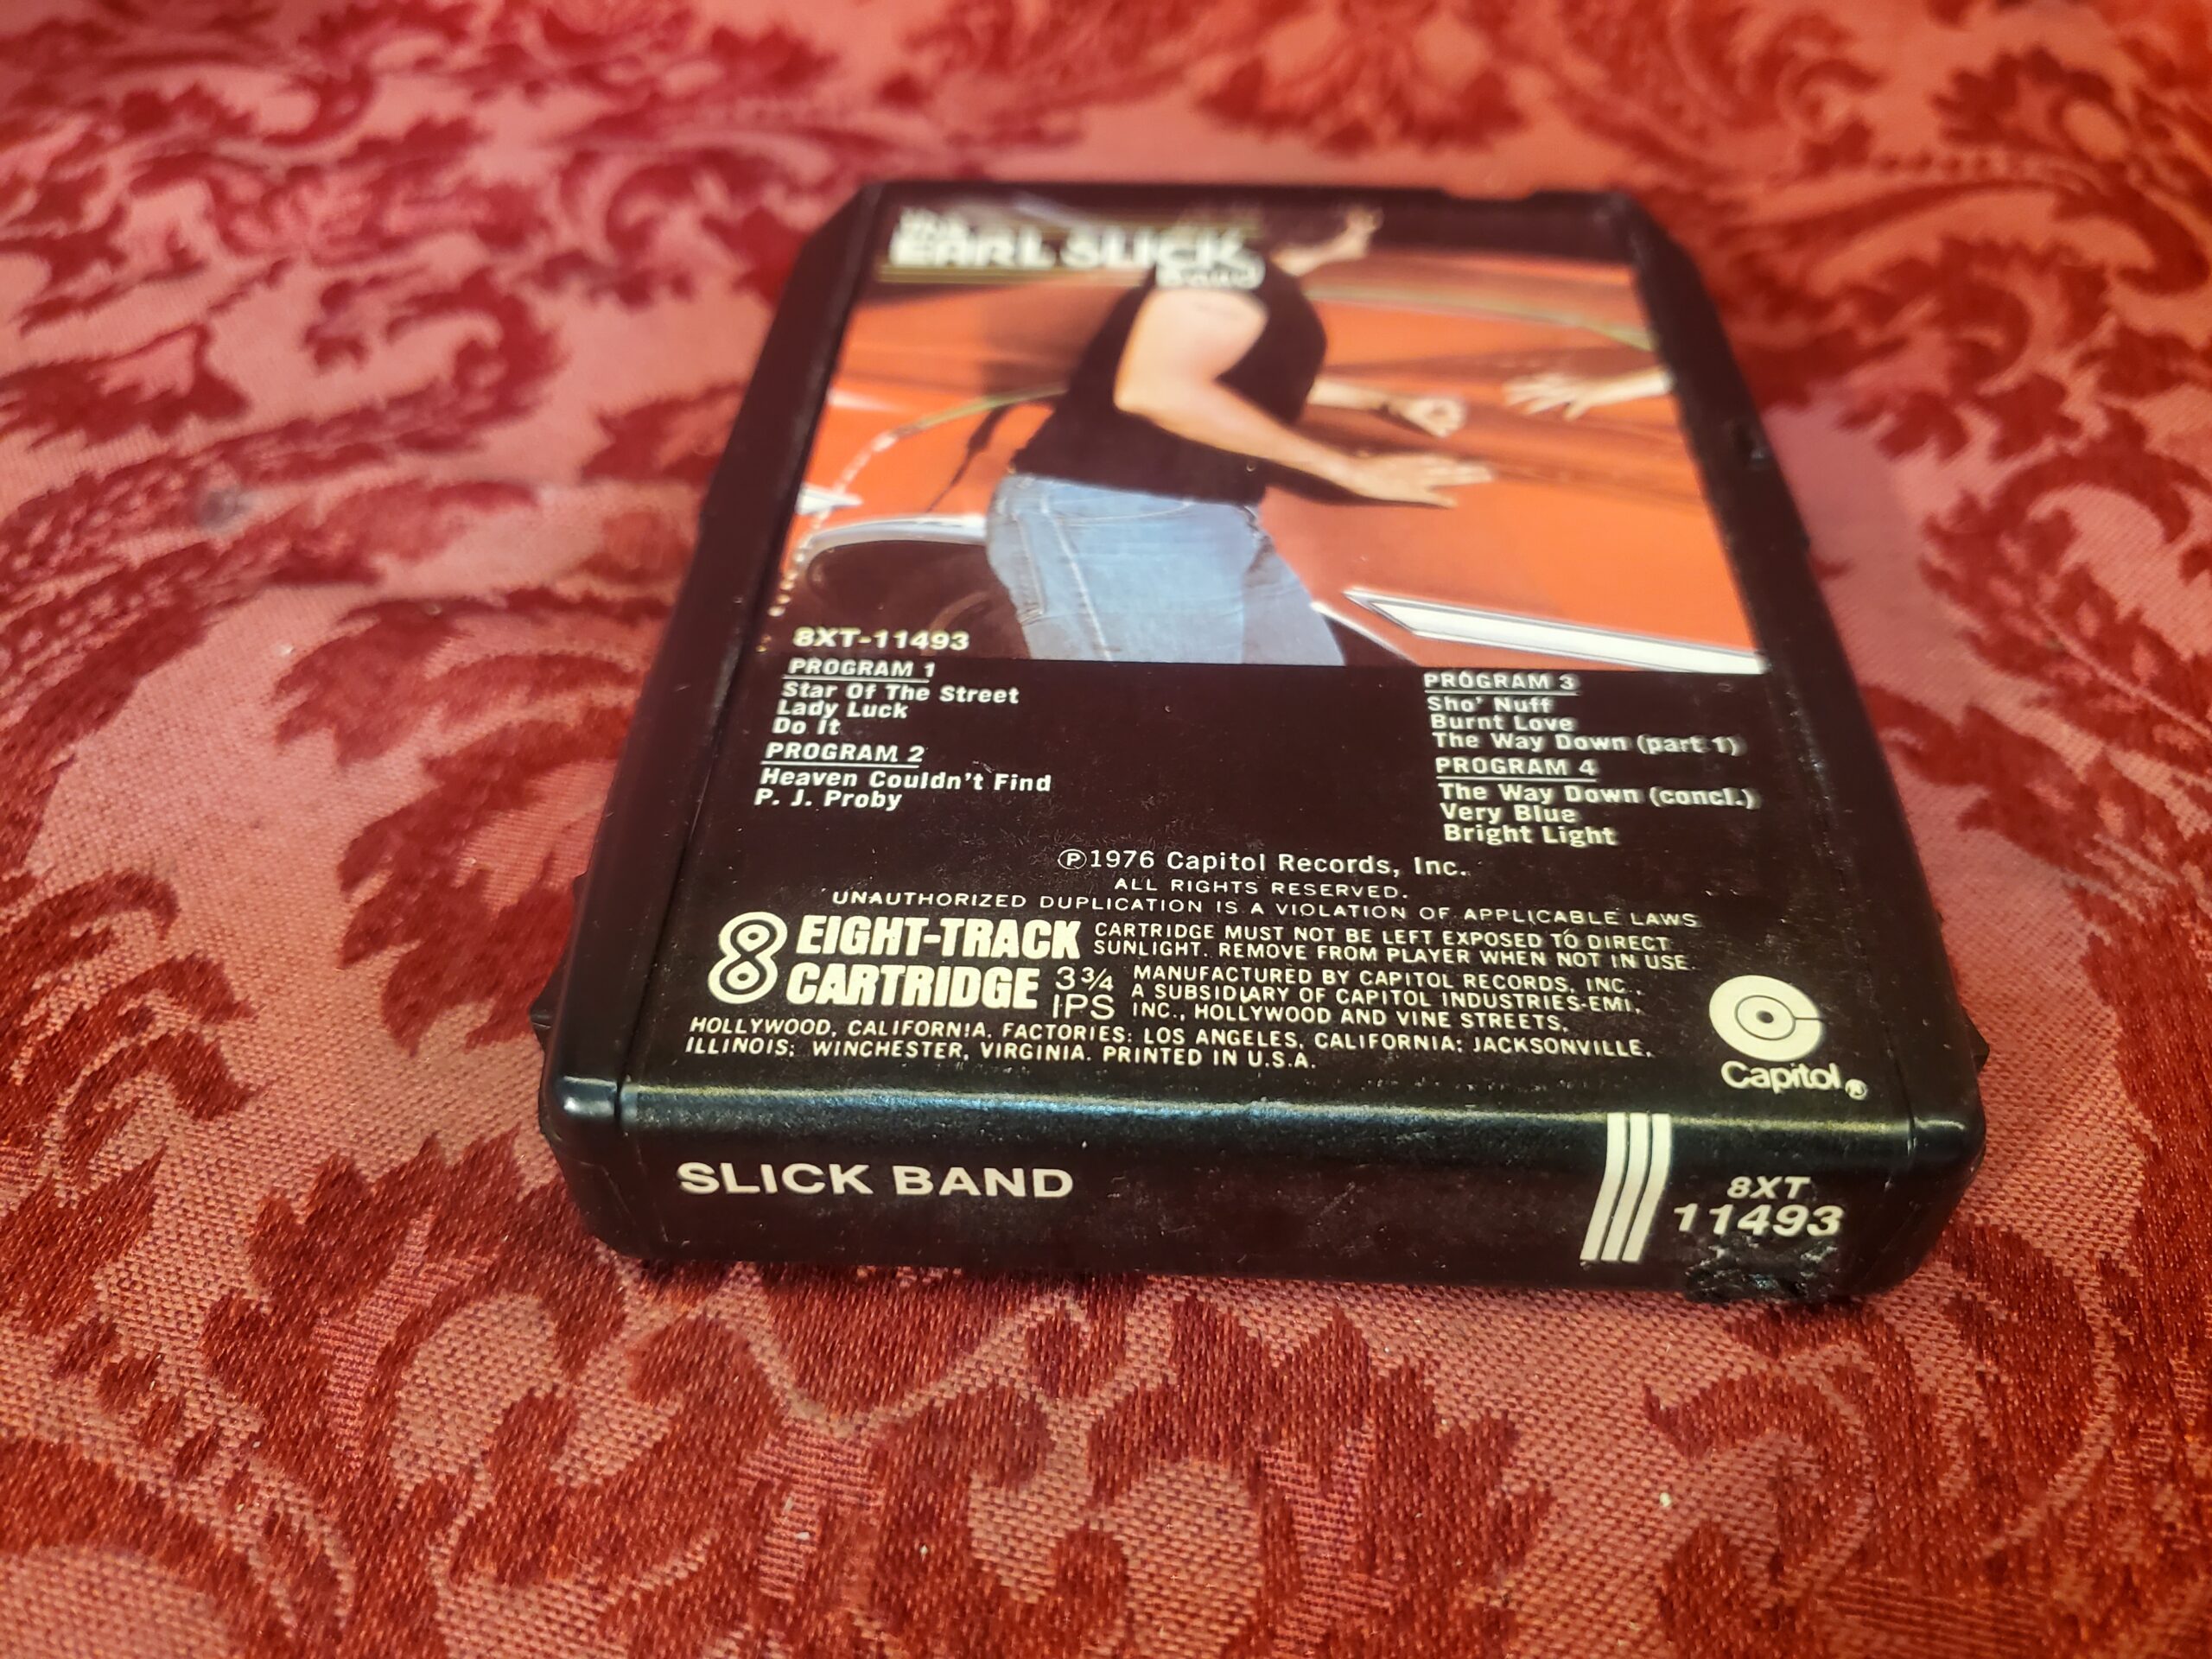 The
EARL SLICK
Band
8XT-11493
PROGRAM 1
Star Of The Street
Lady Luck
Do It
PROGRAM 2
Heaven Couldn't Find
P. J. Proby
PROGRAM 3
Sho' Nuff
Burnt Love
The Way Down (part 1)
PROGRAM 4
The Way Down (concl.)
Very Blue
Bright Light
Ⓟ1976 Capitol Records, Inc.
ALL RIGHTS RESERVED.
UNAUTHORIZED DUPLICATION IS A VIOLATION OF APPLICABLE LAWS
8 EIGHT-TRACK
CARTRIDGE
3 3/4
IPS
CARTRIDGE MUST NOT BE LEFT EXPOSED TO DIRECT
SUNLIGHT. REMOVE FROM PLAYER WHEN NOT IN USE.
MANUFACTURED BY CAPITOL RECORDS, INC.,
A SUBSIDIARY OF CAPITOL INDUSTRIES-EMI,
INC., HOLLYWOOD AND VINE STREETS,
HOLLYWOOD, CALIFORNIA. FACTORIES: LOS ANGELES, CALIFORNIA; JACKSONVILLE,
ILLINOIS; WINCHESTER, VIRGINIA. PRINTED IN U.S.A.
Capitol®
SLICK BAND
8XT
11493